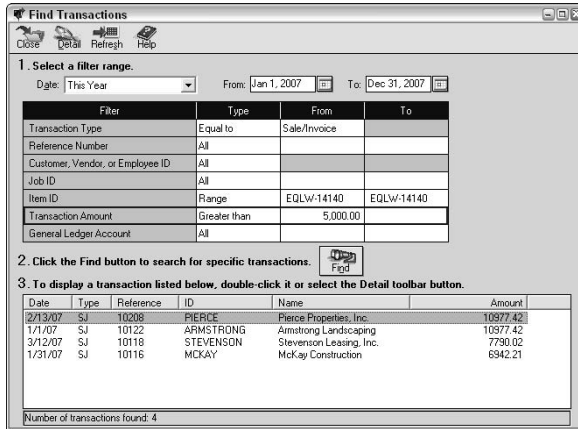 Find Transactions
Close Detail Refresh Help
1. Select a filter range.
Date: This Year From: Jan 1, 2007 To: Dec 31, 2007
Filter Type From To
Transaction Type Equal to Sale/Invoice
Reference Number All
Customer, Vendor, or Employee ID All
Job ID All
Item ID Range EQLW-14140 EQLW-14140
Transaction Amount Greater than 5,000.00
General Ledger Account All
2. Click the Find button to search for specific transactions. Find
3. To display a transaction listed below, double-click it or select the Detail toolbar button.
Date Type Reference ID Name Amount
2/13/07 SJ 10208 PIERCE Pierce Properties, Inc. 10977.42
1/1/07 SJ 10122 ARMSTRONG Armstrong Landscaping 10977.42
3/12/07 SJ 10118 STEVENSON Stevenson Leasing, Inc. 7790.02
1/31/07 SJ 10116 MCKAY McKay Construction 6942.21
Number of transactions found: 4